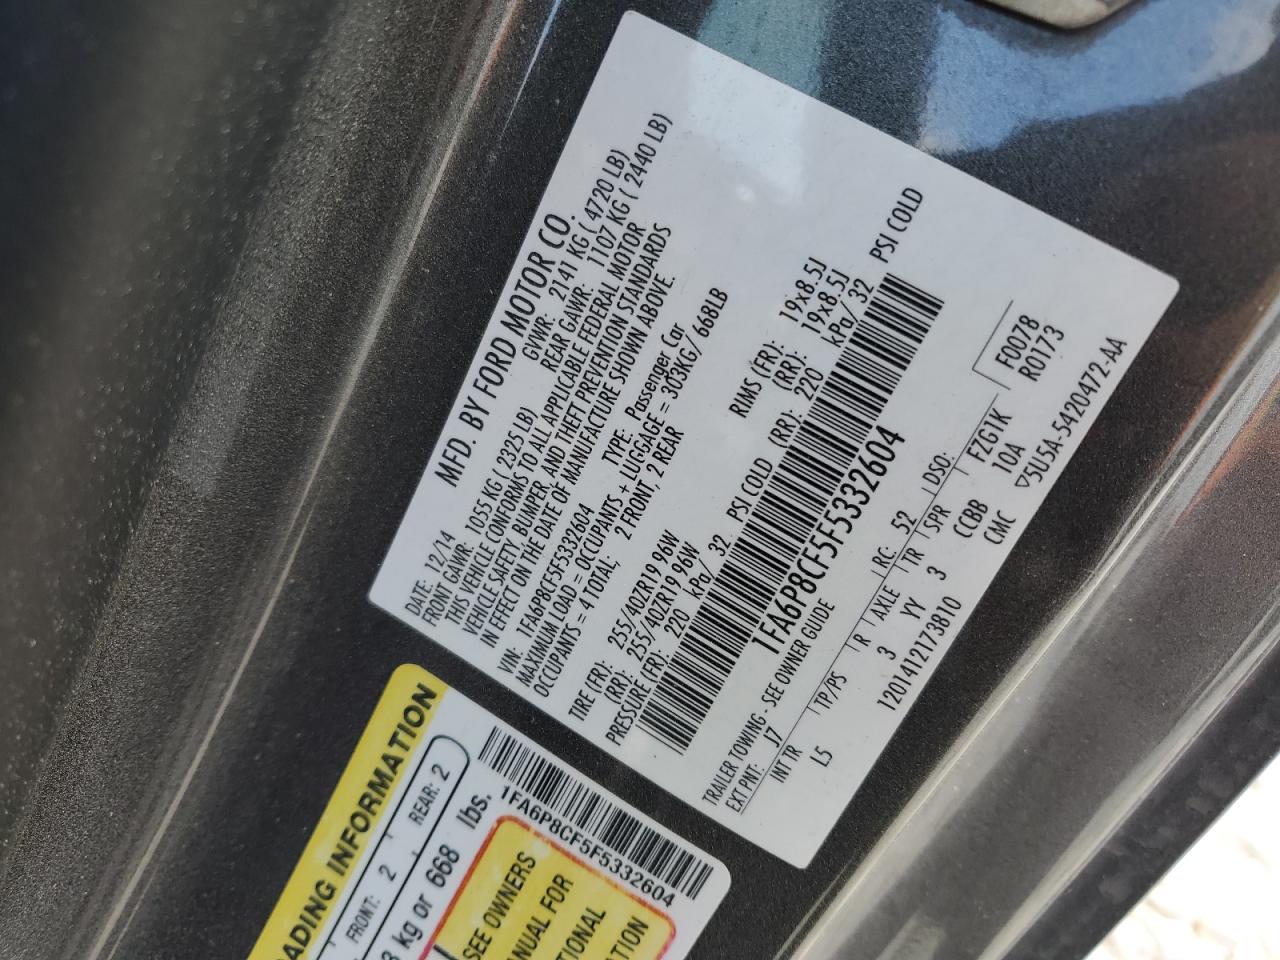 MFD. BY FORD MOTOR CO.
DATE: 12/14 GVWR: 2141 KG ( 4720 LB)
FRONT GAWR: 1055 KG ( 2325 LB) REAR GAWR: 1107 KG ( 2440 LB)
THIS VEHICLE CONFORMS TO ALL APPLICABLE FEDERAL MOTOR
VEHICLE SAFETY, BUMPER, AND THEFT PREVENTION STANDARDS
IN EFFECT ON THE DATE OF MANUFACTURE SHOWN ABOVE.
VIN: 1FA6P8CF5F5332604 TYPE: Passenger Car
MAXIMUM LOAD = OCCUPANTS + LUGGAGE = 303KG/668LB
OCCUPANTS = 4 TOTAL; 2 FRONT, 2 REAR
TIRE (FR): 255/40ZR19 96W RIMS (FR): 19x8.5J
(RR): 255/40ZR19 96W (RR): 19x8.5J
PRESSURE (FR): 220 kPa/ 32 PSI COLD (RR): 220 kPa/ 32 PSI COLD
1FA6P8CF5F5332604
TRAILER TOWING - SEE OWNER GUIDE
EXT PNT: J7 RC: 52 DSO: F0078
INT TR TP/PS R AXLE TR SPR FZG1K R0173
L5 3 YY 3 CCBB 10A
1201412173810 CMC ▽5U5A-5420472-AA
ADING INFORMATION
FRONT: 2 REAR: 2
3 kg or 668 lbs.
1FA6P8CF5F5332604
SEE OWNERS
ANUAL FOR
TIONAL
ATION